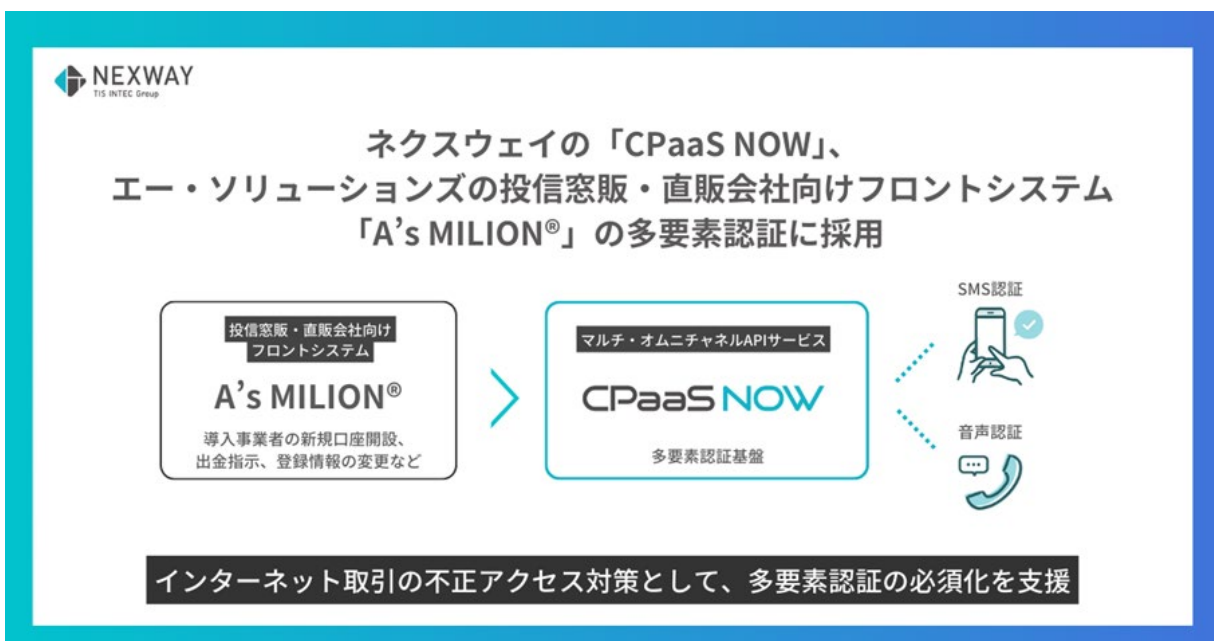 NEXWAY
TIS INTEC Group
ネクスウェイの「CPaaS NOW」、
エー・ソリューションズの投信窓販・直販会社向けフロントシステム
「A’s MILION®」の多要素認証に採用
投信窓販・直販会社向け
フロントシステム
A’s MILION®
導入事業者の新規口座開設、
出金指示、登録情報の変更など
マルチ・オムニチャネルAPIサービス
CPaaS NOW
多要素認証基盤
SMS認証
音声認証
インターネット取引の不正アクセス対策として、多要素認証の必須化を支援